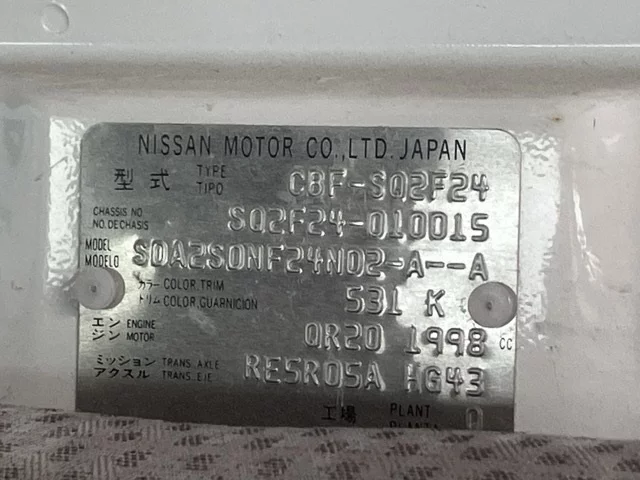 NISSAN MOTOR CO., LTD. JAPAN
型式 TYPE TIPO CBF-SQ2F24
CHASSIS NO. NO. DE CHASIS SQ2F24-010015
MODEL MODELO SDA2SDNF24ND2-A--A
カラー COLOR, TRIM
トリム COLOR, GUARNICION 531 K
エンジン ENGINE MOTOR QR20 1998 CC
ミッション TRANS. AXLE
アクスル TRANS. EJE RE5R05A HG43
工場 PLANT
PLANTA 0